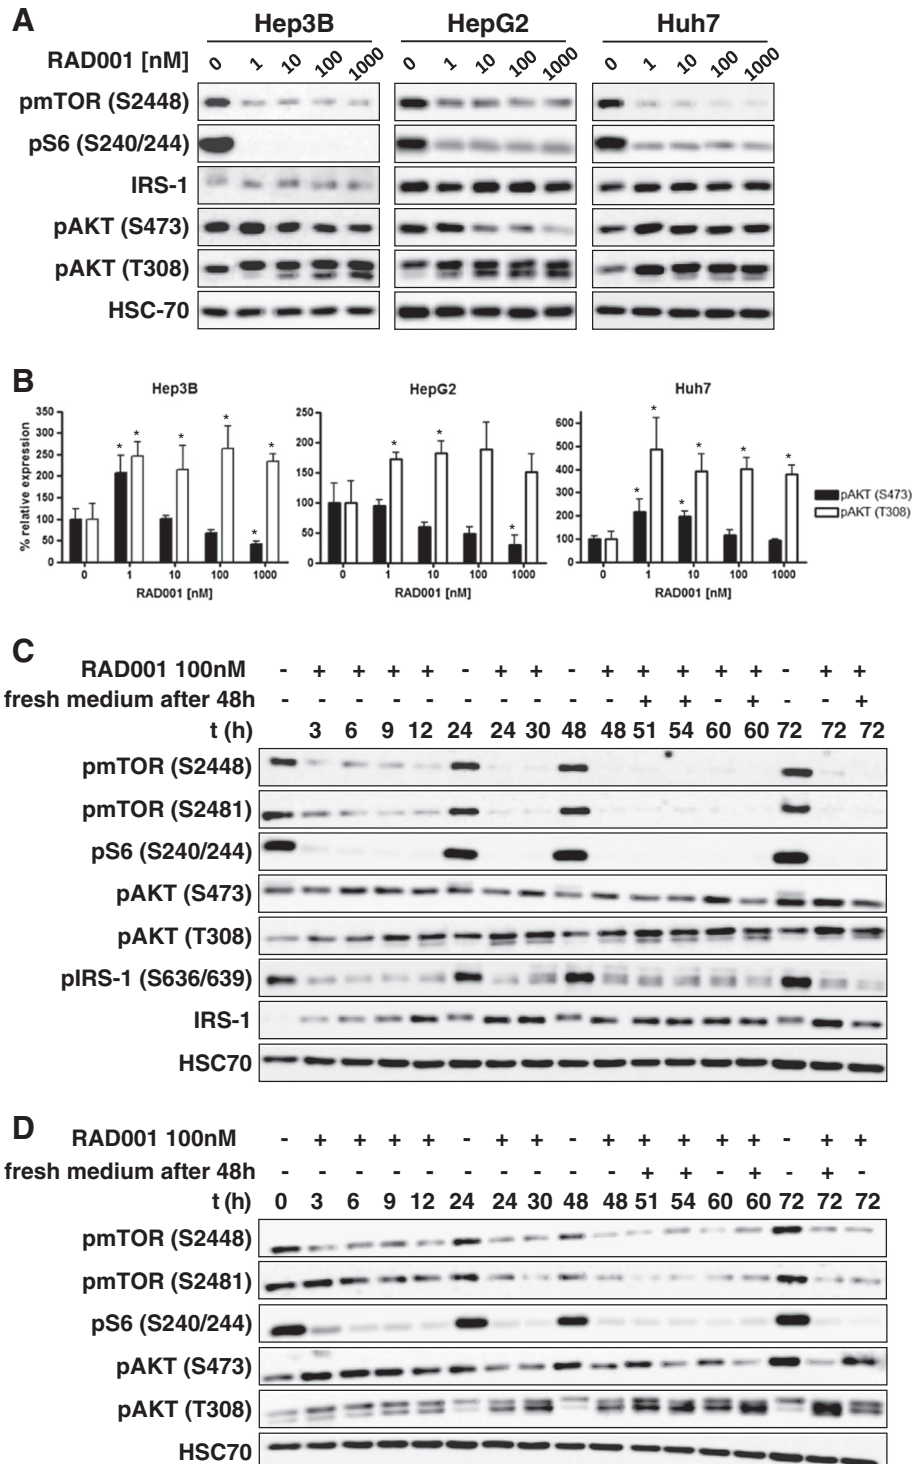 A
Hep3B HepG2 Huh7
RAD001 [nM] 0 1 10 100 1000 0 1 10 100 1000 0 1 10 100 1000
pmTOR (S2448)
pS6 (S240/244)
IRS-1
pAKT (S473)
pAKT (T308)
HSC-70
B
Hep3B HepG2 Huh7
% relative expression
350
300
250
200
150
100
50
0
250
200
150
100
50
0
600
500
400
300
200
100
0
* * * * * * * * * * * * * * *
0 1 10 100 1000 0 1 10 100 1000 0 1 10 100 1000
RAD001 [nM] RAD001 [nM] RAD001 [nM]
pAKT (S473)
pAKT (T308)
C
RAD001 100nM - + + + + - + + - + + + + + - + +
fresh medium after 48h - - - - - - - - - - + + - + - - +
t (h) 3 6 9 12 24 24 30 48 48 51 54 60 60 72 72 72
pmTOR (S2448)
pmTOR (S2481)
pS6 (S240/244)
pAKT (S473)
pAKT (T308)
pIRS-1 (S636/639)
IRS-1
HSC70
D
RAD001 100nM - + + + + - + + - + + + + + - + +
fresh medium after 48h - - - - - - - - - - + + - + - + -
t (h) 0 3 6 9 12 24 24 30 48 48 51 54 60 60 72 72 72
pmTOR (S2448)
pmTOR (S2481)
pS6 (S240/244)
pAKT (S473)
pAKT (T308)
HSC70